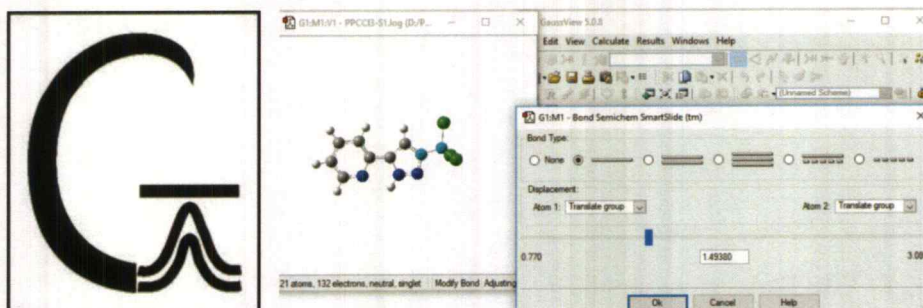 G1:M1:V1 - PPCCl3-S1.log (D:/P...
GaussView 5.0.8
Edit View Calculate Results Windows Help
(Unnamed Scheme)
G1:M1 - Bond Semichem SmartSlide (tm)
Bond Type:
None
Displacement:
Atom 1: Translate group
Atom 2: Translate group
0.770
1.49380
3.08
21 atoms, 132 electrons, neutral, singlet Modify Bond Adjusting
Ok Cancel Help